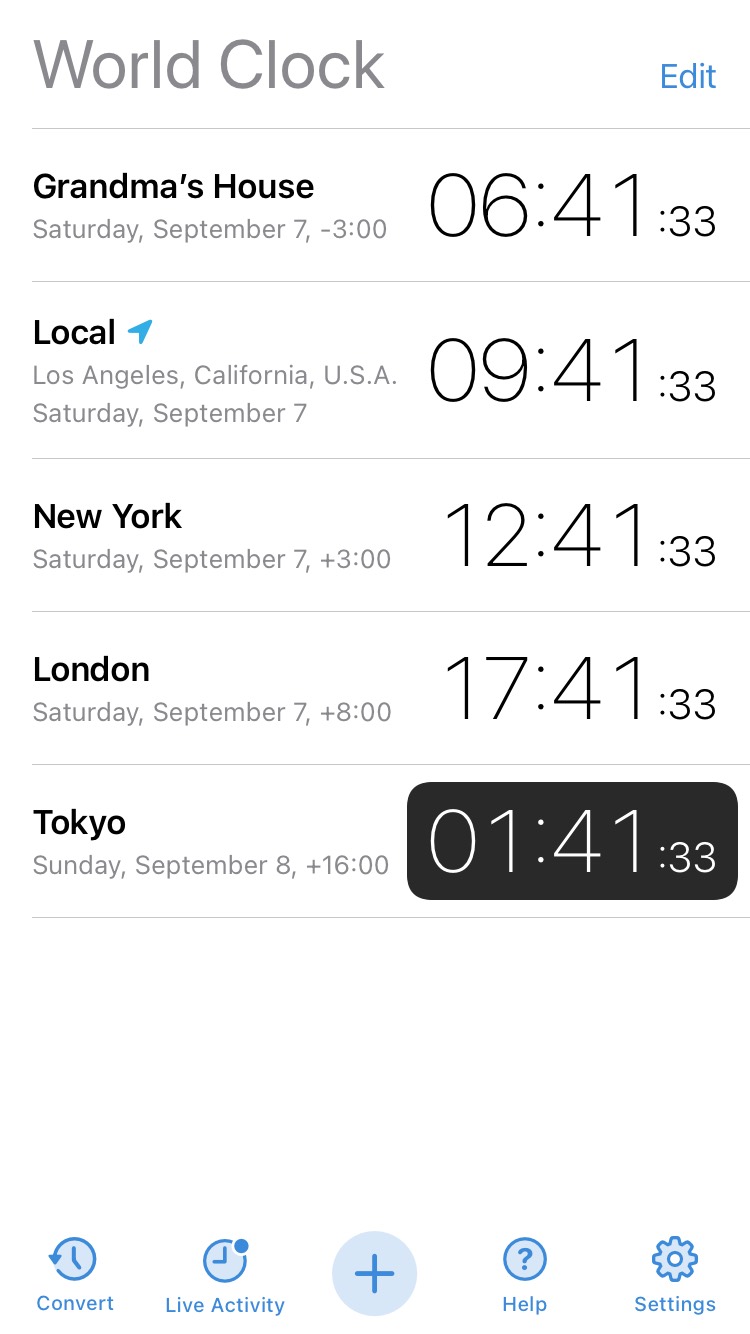 World Clock
Edit
Grandma’s House
Saturday, September 7, -3:00
06:41:33
Local
Los Angeles, California, U.S.A.
Saturday, September 7
09:41:33
New York
Saturday, September 7, +3:00
12:41:33
London
Saturday, September 7, +8:00
17:41:33
Tokyo
Sunday, September 8, +16:00
01:41:33
Convert
Live Activity
Help
Settings